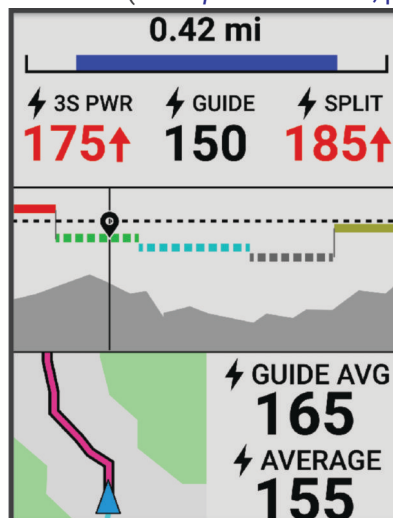 0.42 mi
3S PWR GUIDE SPLIT
175 150 185
GUIDE AVG
165
AVERAGE
155